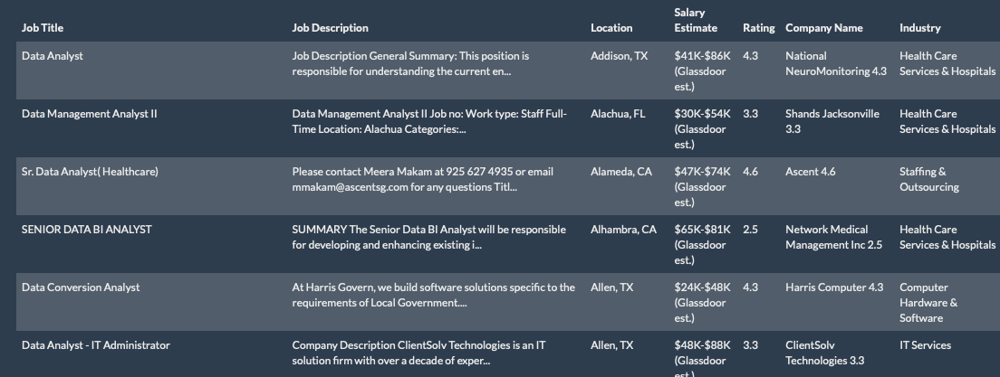 Job Title
Job Description
Location
Salary
Estimate
Rating
Company Name
Industry
Data Analyst
Job Description General Summary: This position is
responsible for understanding the current en...
Addison, TX
$41K-$86K
(Glassdoor
est.)
4.3
National
NeuroMonitoring 4.3
Health Care
Services & Hospitals
Data Management Analyst II
Data Management Analyst II Job no: Work type: Staff Full-
Time Location: Alachua Categories:...
Alachua, FL
$30K-$54K
(Glassdoor
est.)
3.3
Shands Jacksonville
3.3
Health Care
Services & Hospitals
Sr. Data Analyst( Healthcare)
Please contact Meera Makam at 925 627 4935 or email
mmakam@ascentsg.com for any questions Titl...
Alameda, CA
$47K-$74K
(Glassdoor
est.)
4.6
Ascent 4.6
Staffing &
Outsourcing
SENIOR DATA BI ANALYST
SUMMARY The Senior Data BI Analyst will be responsible
for developing and enhancing existing i...
Alhambra, CA
$65K-$81K
(Glassdoor
est.)
2.5
Network Medical
Management Inc 2.5
Health Care
Services & Hospitals
Data Conversion Analyst
At Harris Govern, we build software solutions specific to the
requirements of Local Government....
Allen, TX
$24K-$48K
(Glassdoor
est.)
4.3
Harris Computer 4.3
Computer
Hardware &
Software
Data Analyst - IT Administrator
Company Description ClientSolv Technologies is an IT
solution firm with over a decade of exper...
Allen, TX
$48K-$88K
(Glassdoor
est.)
3.3
ClientSolv
Technologies 3.3
IT Services